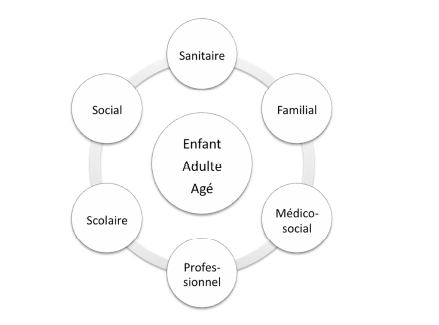 Sanitaire
Social
Familial
Enfant
Adulte
Agé
Scolaire
Médico-
social
Profes-
sionnel